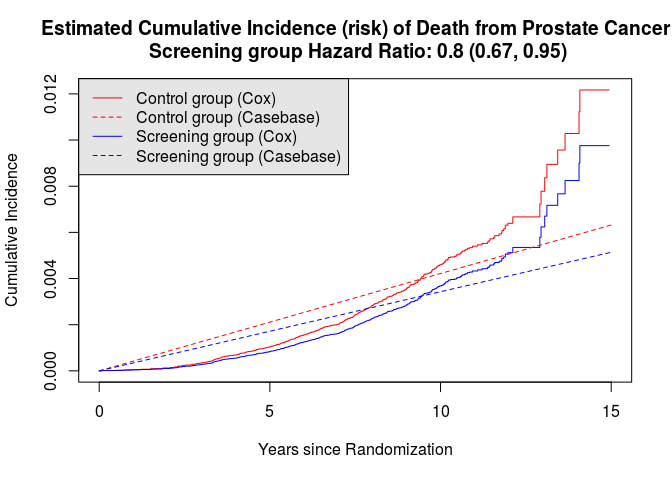 Estimated Cumulative Incidence (risk) of Death from Prostate Cancer
Screening group Hazard Ratio: 0.8 (0.67, 0.95)
Control group (Cox)
Control group (Casebase)
Screening group (Cox)
Screening group (Casebase)
Cumulative Incidence
0.012
0.008
0.004
0.000
0
5
10
15
Years since Randomization